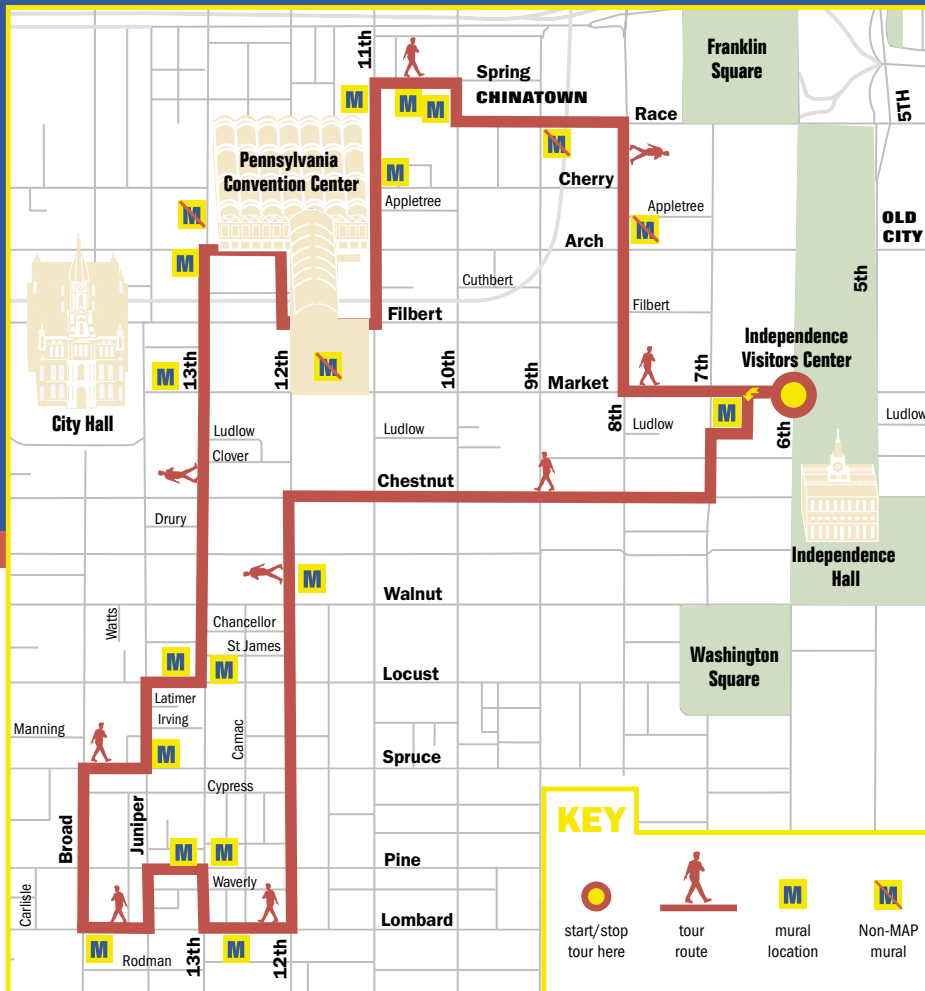 11th
Spring
CHINATOWN
Franklin
Square
5TH
M
M
M
Race
Pennsylvania
Convention Center
M
M
Cherry
Appletree
Appletree
M
M
Arch
OLD
CITY
M
Cuthbert
5th
Filbert
Filbert
Independence
Visitors Center
13th
12th
M
10th
9th
Market
7th
M
City Hall
8th
M
6th
Ludlow
Ludlow
Ludlow
Ludlow
Clover
Chestnut
Drury
Independence
Hall
M
Walnut
Watts
Chancellor
St James
M
M
Locust
Washington
Square
Latimer
Irving
Manning
Camac
M
Spruce
Cypress
Broad
Juniper
M
M
Pine
Waverly
Carlisle
Lombard
M
13th
M
12th
Rodman
KEY
M
M
start/stop
tour here
tour
route
mural
location
Non-MAP
mural